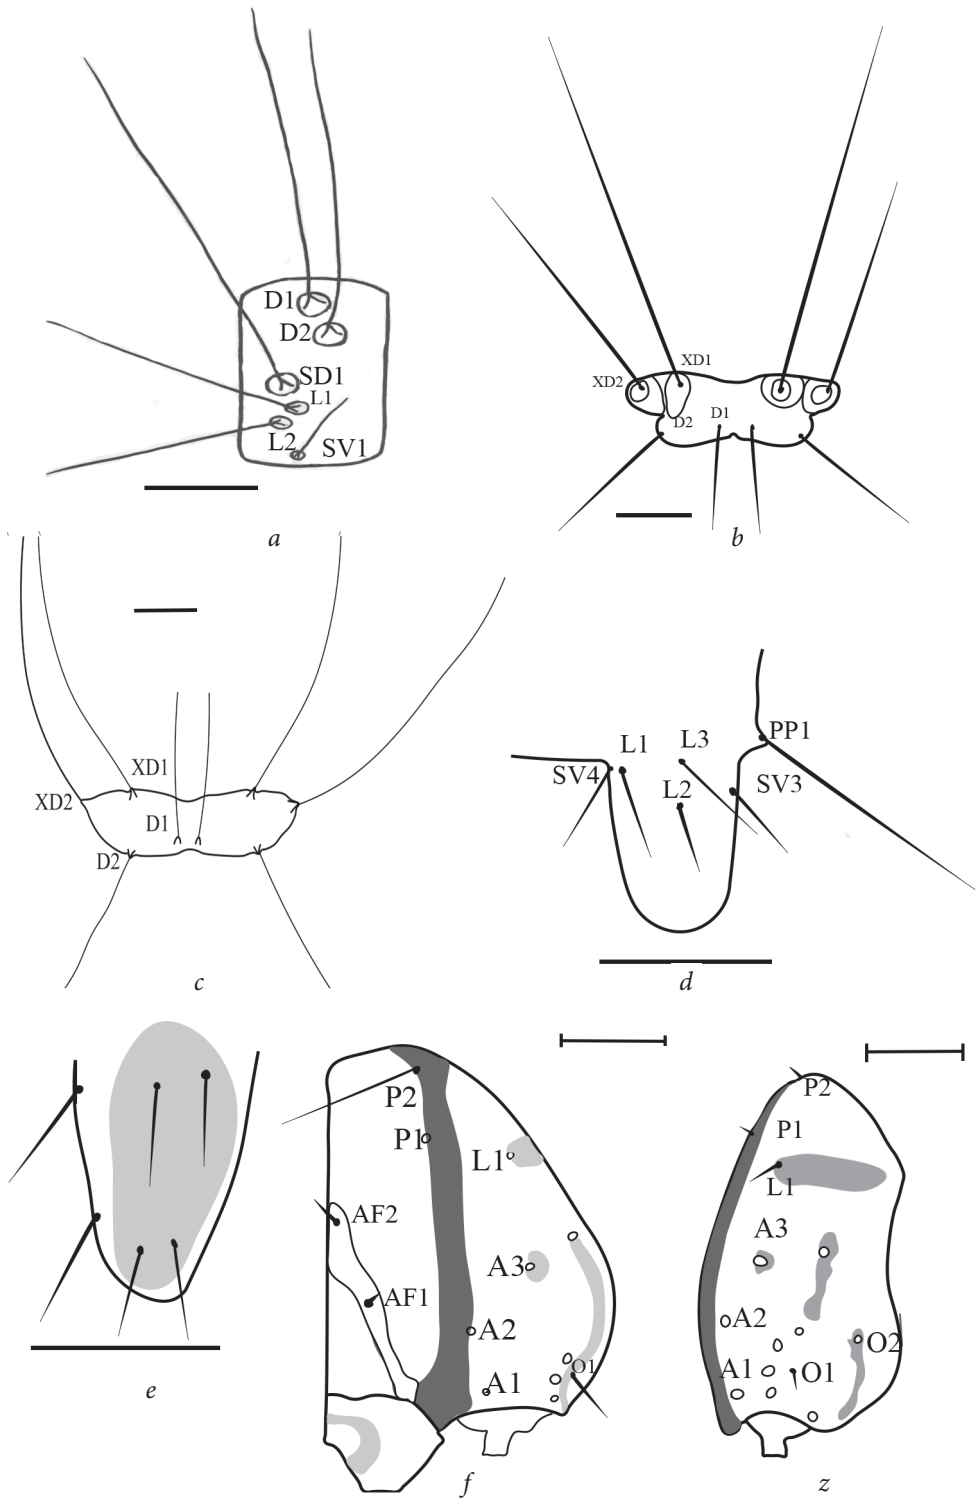 D1
D2
SD1
L1
L2 SV1
a
XD1
XD2
D2 D1
b
XD1
XD2
D1
D2
c
PP1
L1 L3
SV4 SV3
L2
d
e
P2
P1
L1
AF2
A3
AF1
A2
O1
A1
f
P2
P1
L1
A3
A2
O2
A1 O1
z